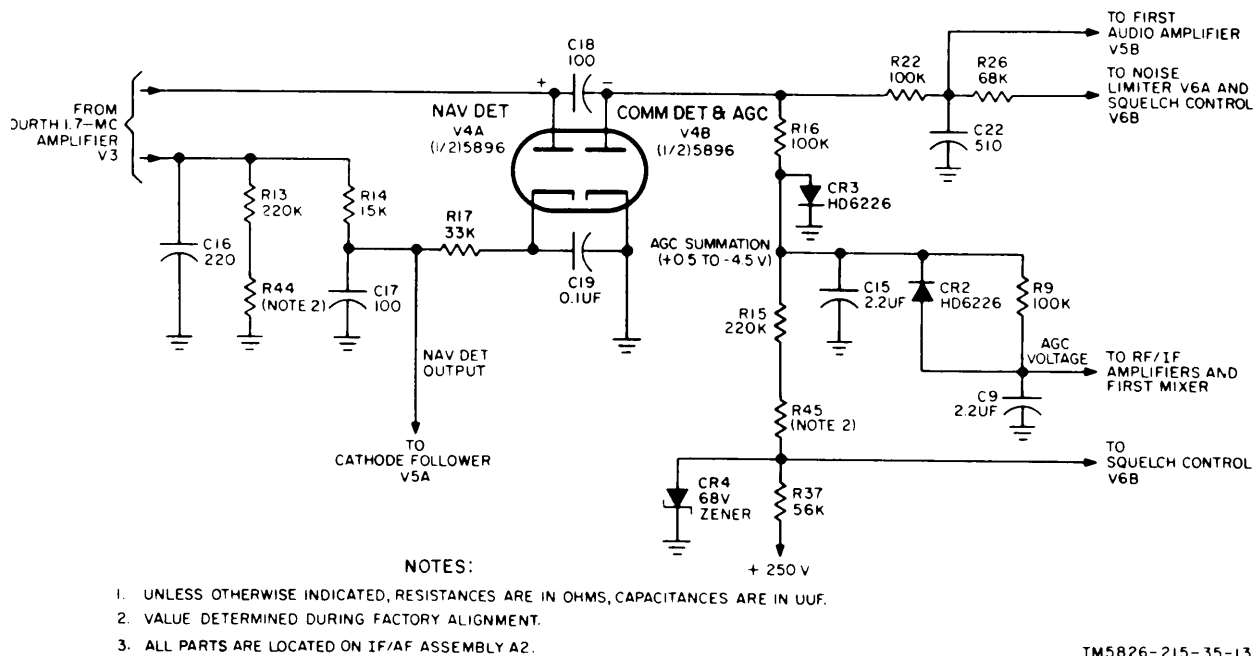 TO FIRST
AUDIO AMPLIFIER
V5B
C18
100
R22
100K
R26
68K
TO NOISE
LIMITER V6A AND
SQUELCH CONTROL
V6B
+
−
FROM
OURTH 1.7-MC
AMPLIFIER
V3
NAV DET
V4A
(1/2)5896
COMM DET & AGC
V4B
(1/2)5896
R16
100K
C22
510
R13
220K
R14
15K
CR3
HD6226
R17
33K
C16
220
AGC SUMMATION
(+0.5 TO -4.5 V)
R44
(NOTE 2)
C17
100
C19
0.1UF
C15
2.2UF
CR2
HD6226
R9
100K
R15
220K
NAV DET
OUTPUT
AGC
VOLTAGE
TO RF/IF
AMPLIFIERS AND
FIRST MIXER
C9
2.2UF
R45
(NOTE 2)
TO
CATHODE FOLLOWER
V5A
TO
SQUELCH CONTROL
V6B
CR4
68V
ZENER
R37
56K
+ 250 V
NOTES:
1. UNLESS OTHERWISE INDICATED, RESISTANCES ARE IN OHMS, CAPACITANCES ARE IN UUF.
2. VALUE DETERMINED DURING FACTORY ALIGNMENT.
3. ALL PARTS ARE LOCATED ON IF/AF ASSEMBLY A2.
TM5826-215-35-13